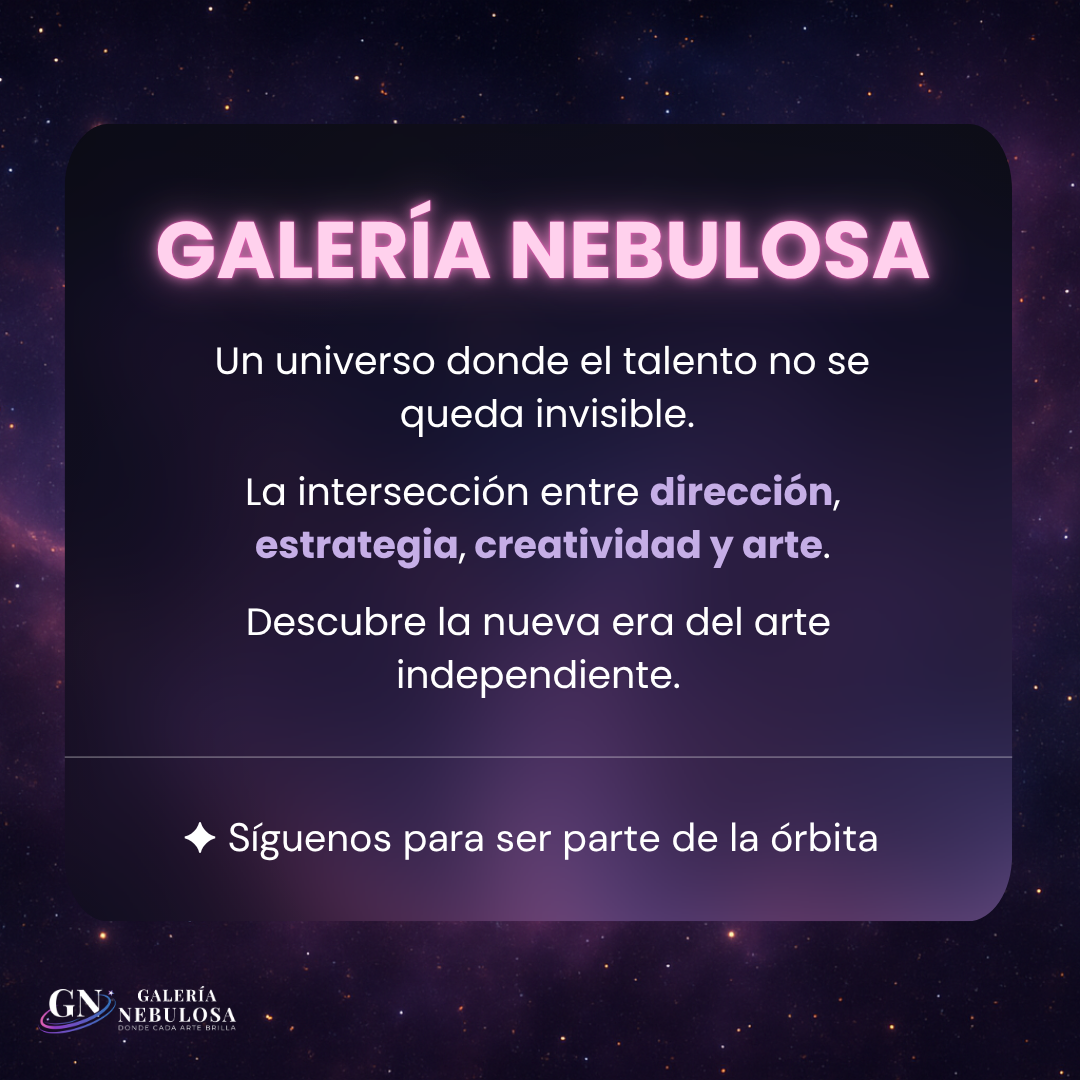 GALERÍA NEBULOSA
Un universo donde el talento no se
queda invisible.
La intersección entre dirección,
estrategia, creatividad y arte.
Descubre la nueva era del arte
independiente.
✦ Síguenos para ser parte de la órbita
GN
GALERÍA
NEBULOSA
DONDE CADA ARTE BRILLA